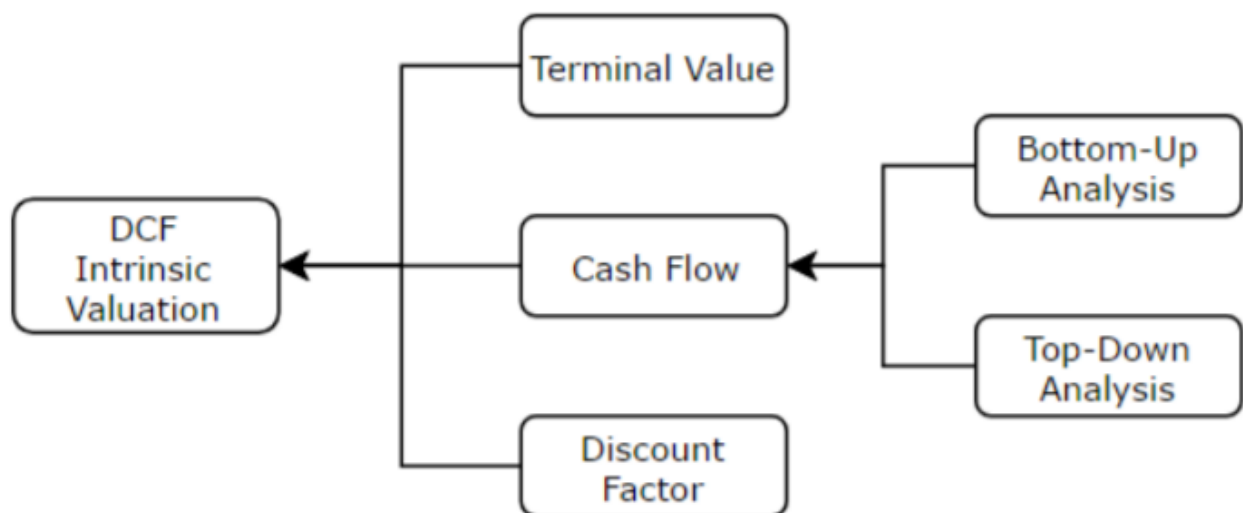 Terminal Value
Bottom-Up
Analysis
DCF
Intrinsic
Valuation
Cash Flow
Top-Down
Analysis
Discount
Factor